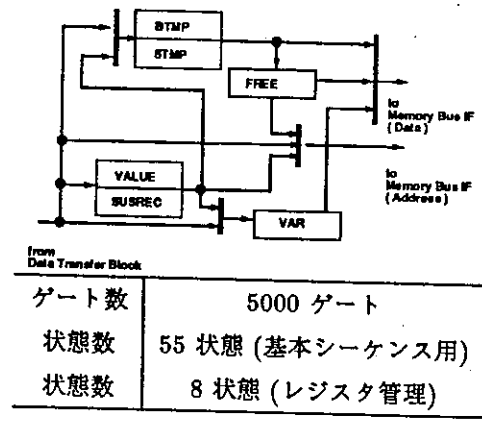 BTMP
STMP
FREE
to
Memory Bus IF
( Data )
VALUE
SUSREC
to
Memory Bus IF
(Address)
VAR
from
Data Transfer Block
ゲート数 5000 ゲート
状態数 55 状態 (基本シーケンス用)
状態数 8 状態 (レジスタ管理)